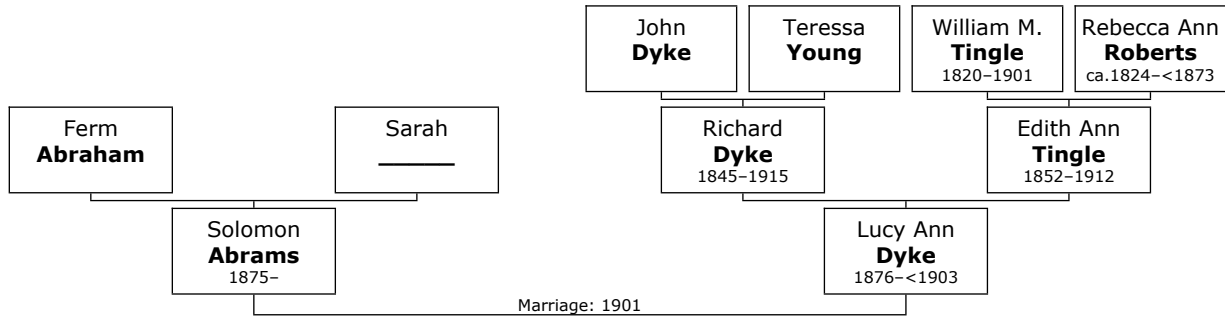 John
Dyke
Teressa
Young
William M.
Tingle
1820–1901
Rebecca Ann
Roberts
ca.1824–<1873
Ferm
Abraham
Sarah
_____
Richard
Dyke
1845–1915
Edith Ann
Tingle
1852–1912
Solomon
Abrams
1875–
Lucy Ann
Dyke
1876–<1903
Marriage: 1901